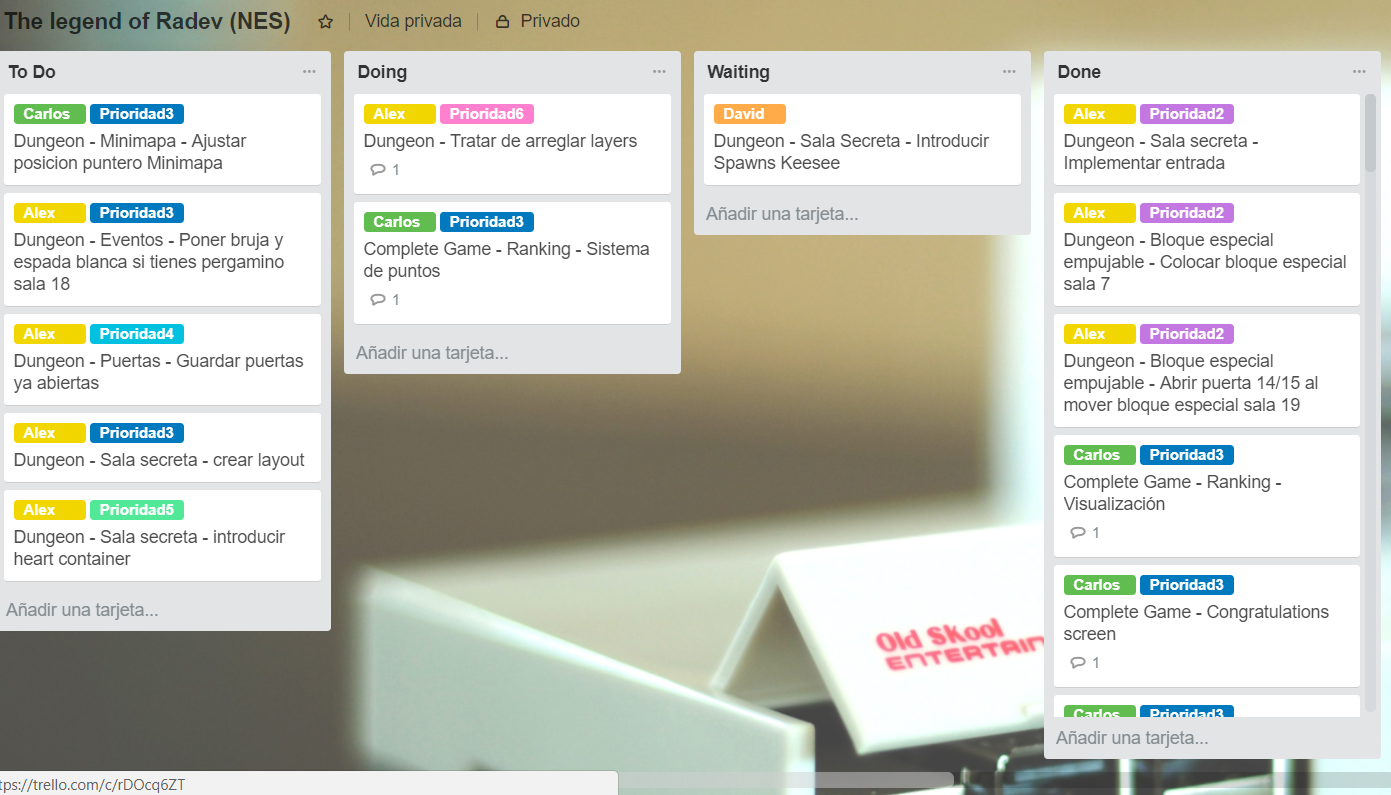 The legend of Radev (NES)
Vida privada
Privado
To Do
Carlos Prioridad3
Dungeon - Minimapa - Ajustar
posicion puntero Minimapa
Alex Prioridad3
Dungeon - Eventos - Poner bruja y
espada blanca si tienes pergamino
sala 18
Alex Prioridad4
Dungeon - Puertas - Guardar puertas
ya abiertas
Alex Prioridad3
Dungeon - Sala secreta - crear layout
Alex Prioridad5
Dungeon - Sala secreta - introducir
heart container
Añadir una tarjeta...
Doing
Alex Prioridad6
Dungeon - Tratar de arreglar layers
1
Carlos Prioridad3
Complete Game - Ranking - Sistema
de puntos
1
Añadir una tarjeta...
Waiting
David
Dungeon - Sala Secreta - Introducir
Spawns Keesee
Añadir una tarjeta...
Done
Alex Prioridad2
Dungeon - Sala secreta -
Implementar entrada
Alex Prioridad2
Dungeon - Bloque especial
empujable - Colocar bloque especial
sala 7
Alex Prioridad2
Dungeon - Bloque especial
empujable - Abrir puerta 14/15 al
mover bloque especial sala 19
Carlos Prioridad3
Complete Game - Ranking -
Visualización
1
Carlos Prioridad3
Complete Game - Congratulations
screen
1
Carlos Prioridad3
Añadir una tarjeta...
Old Skool
ENTERTAIN
tps://trello.com/c/rDOcq6ZT